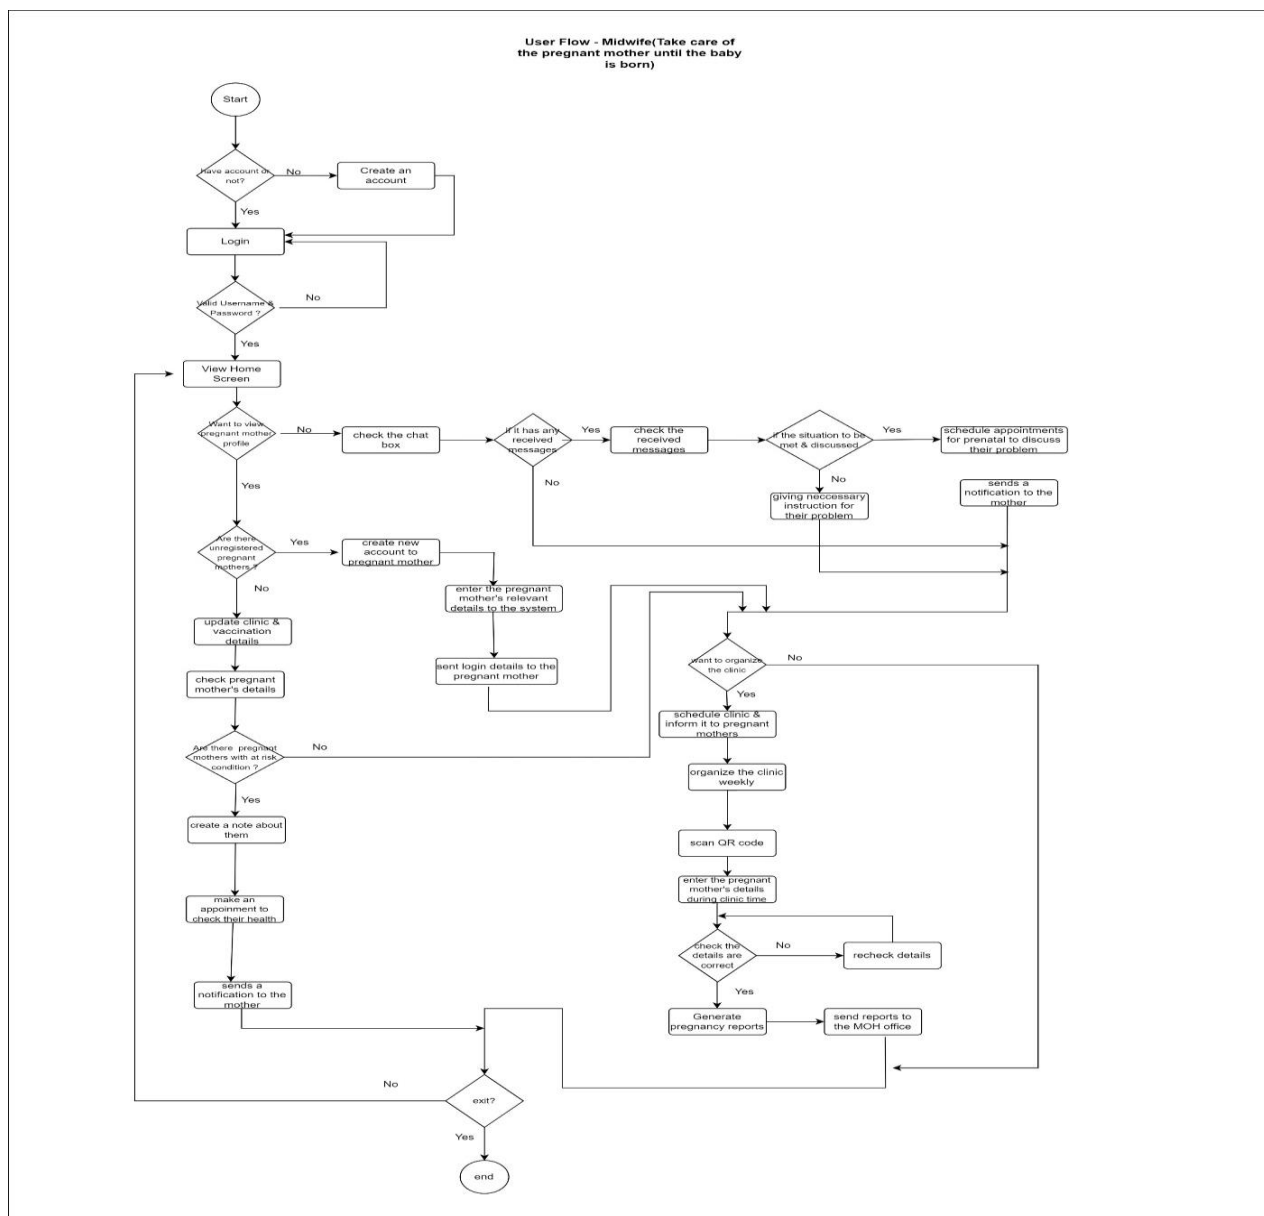 User Flow - Midwife(Take care of
the pregnant mother until the baby
is born)
Start
Have account or
not?
No
Create an
account
Yes
Login
Valid Username &
Password ?
No
Yes
View Home
Screen
Want to view
pregnant mother
profile
No
check the chat
box
if it has any
received
messages
Yes
check the
received
messages
if the situation to be
met & discussed
Yes
schedule appointments
for prenatal to discuss
their problem
Yes
No
No
giving neccessary
instruction for
their problem
sends a
notification to the
mother
Are there
unregistered
pregnant
mothers ?
Yes
create new
account to
pregnant mother
No
enter the pregnant
mother's relevant
details to the system
update clinic &
vaccination
details
sent login details to the
pregnant mother
want to organize
the clinic
No
check pregnant
mother's details
Yes
schedule clinic &
inform it to pregnant
mothers
Are there pregnant
mothers with at risk
condition ?
No
organize the clinic
weekly
Yes
create a note about
them
scan QR code
make an
appoinment to
check their health
enter the pregnant
mother's details
during clinic time
check the
details are
correct
No
recheck details
Yes
sends a
notification to the
mother
Generate
pregnancy reports
send reports to
the MOH office
No
exit?
Yes
end